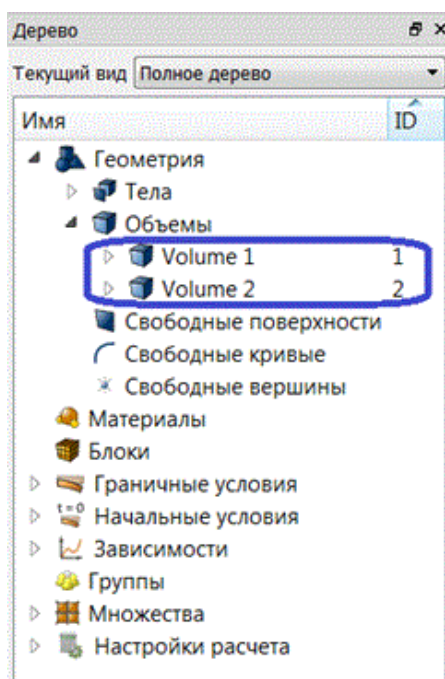 Дерево
Текущий вид Полное дерево
Имя ID
Геометрия
Тела
Объемы
Volume 1 1
Volume 2 2
Свободные поверхности
Свободные кривые
Свободные вершины
Материалы
Блоки
Граничные условия
t=0 Начальные условия
Зависимости
Группы
Множества
Настройки расчета